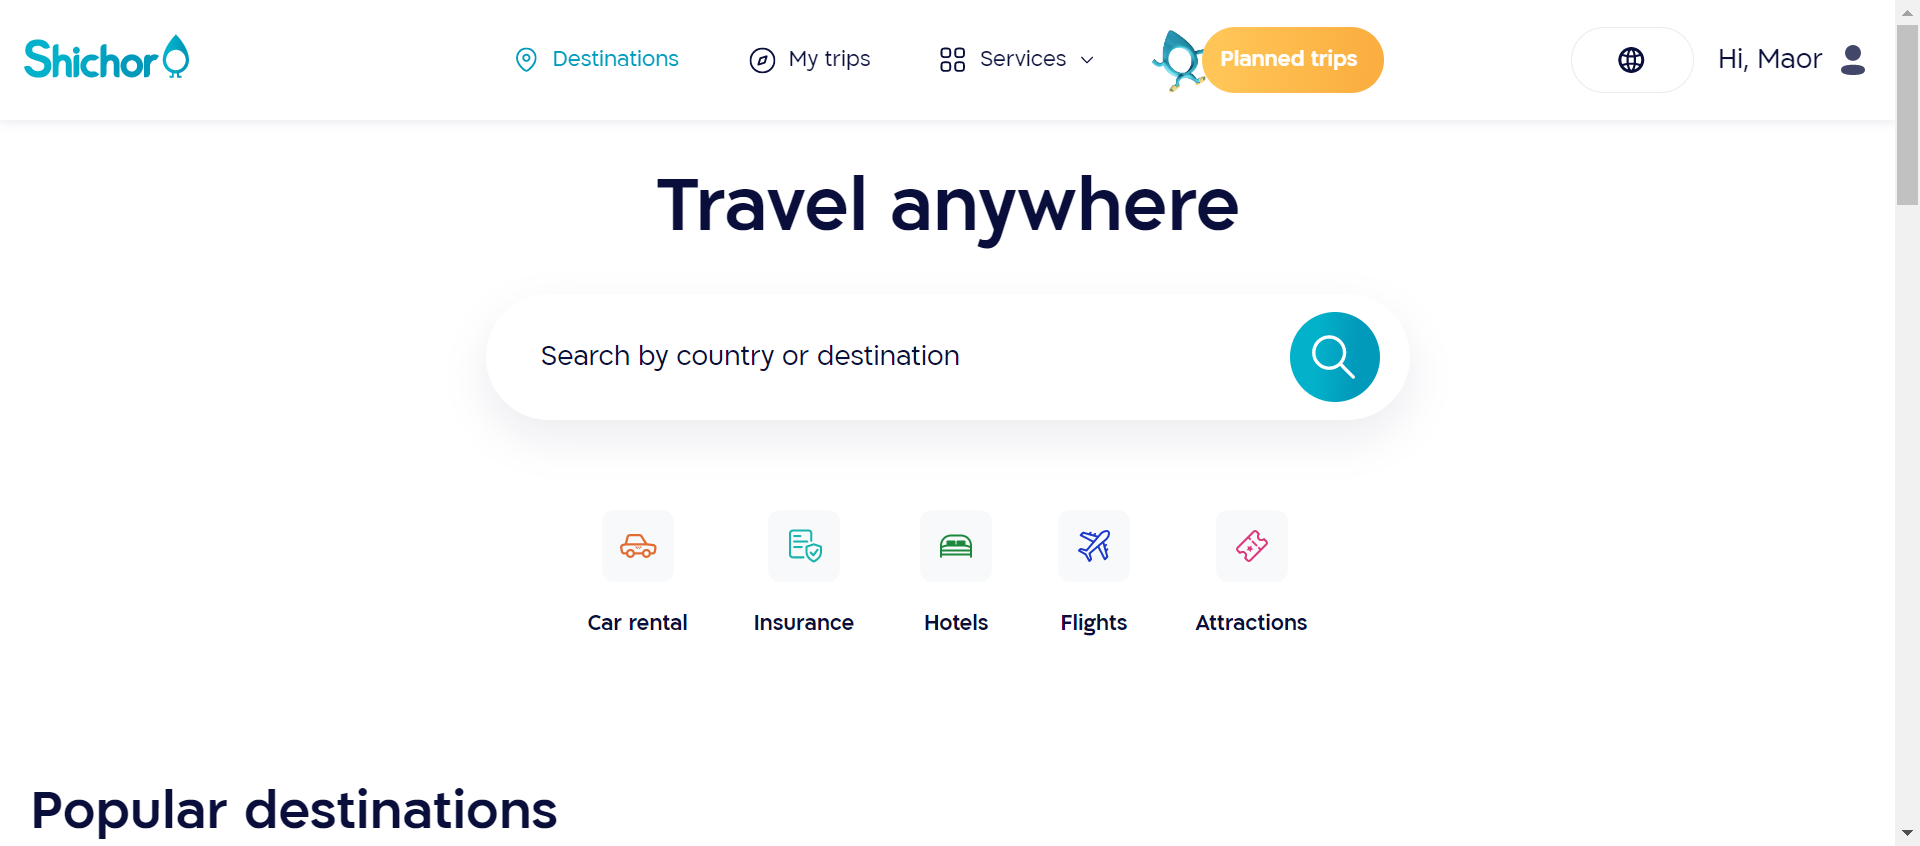 Shichor
Destinations
My trips
Services
Planned trips
Hi, Maor
Travel anywhere
Search by country or destination
Car rental
Insurance
Hotels
Flights
Attractions
Popular destinations